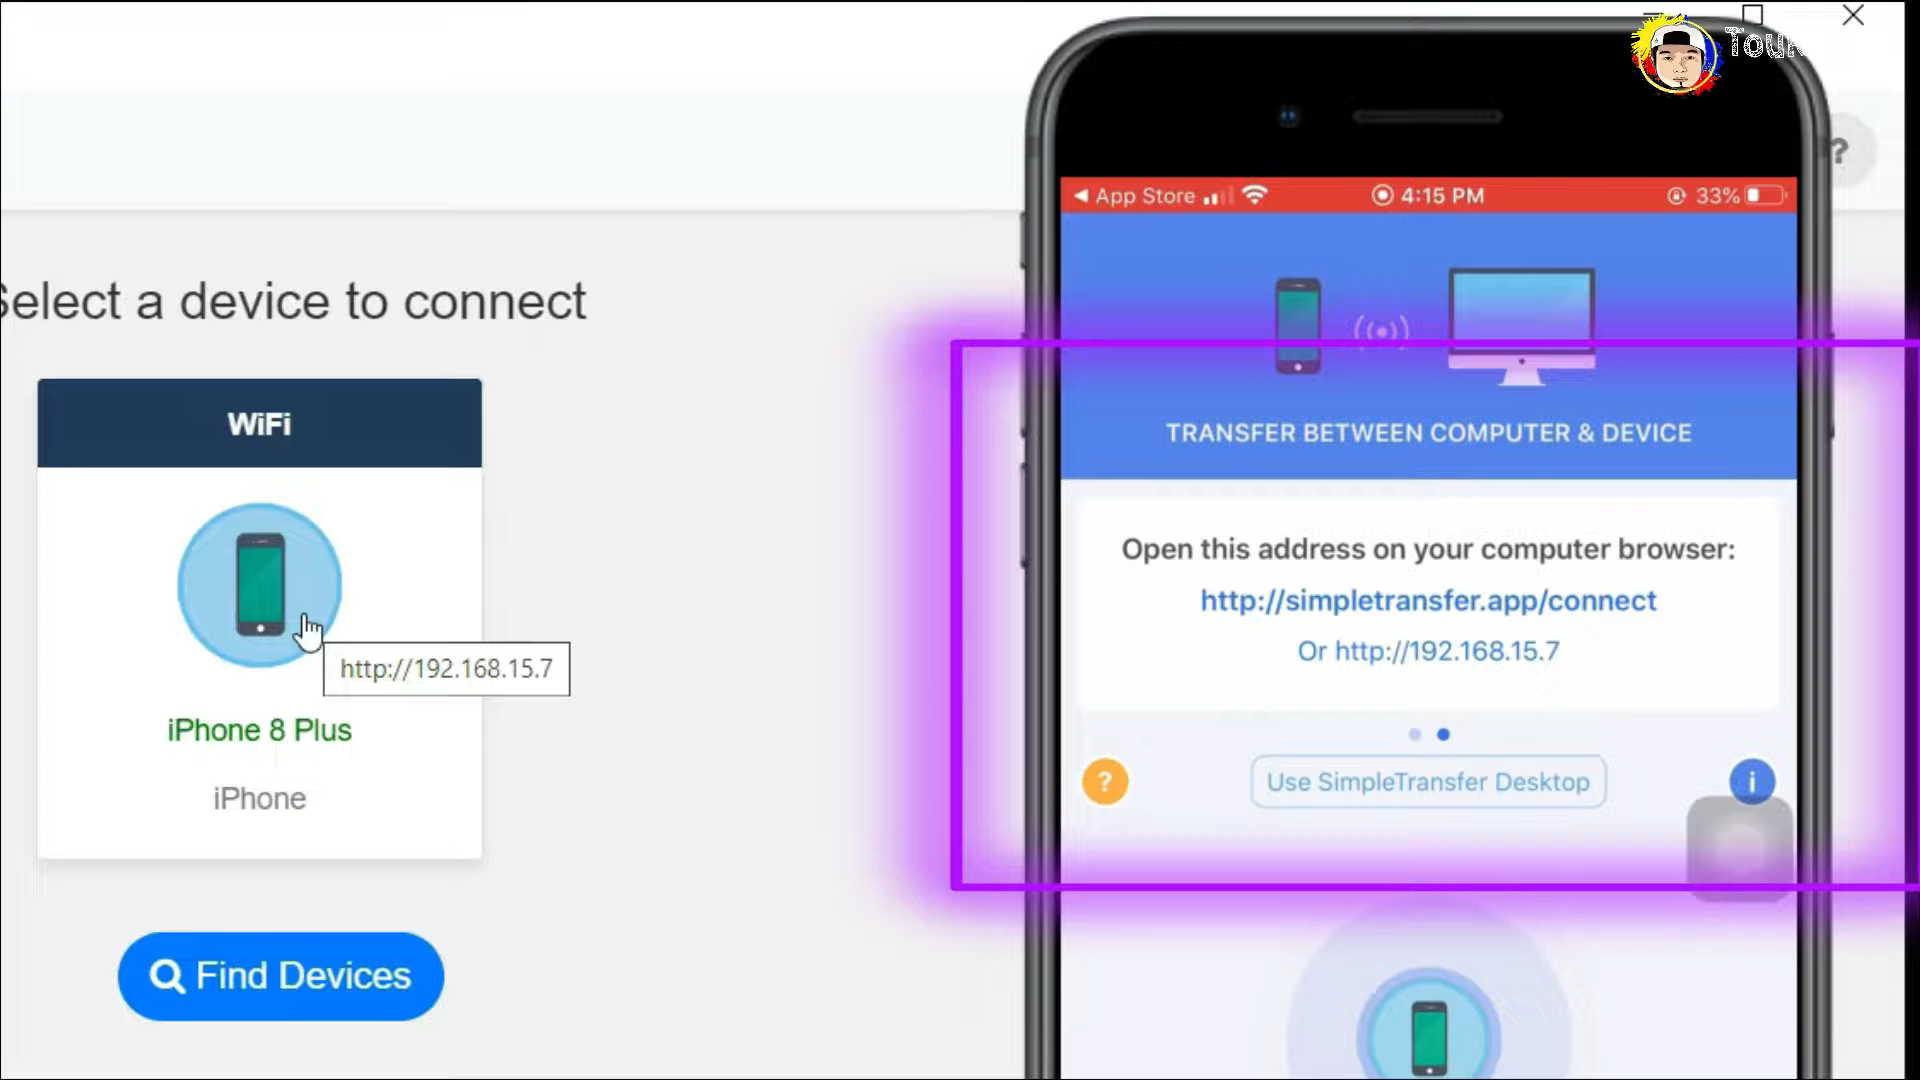 Select a device to connect
WiFi
http://192.168.15.7
iPhone 8 Plus
iPhone
Find Devices
App Store
4:15 PM
33%
TRANSFER BETWEEN COMPUTER & DEVICE
Open this address on your computer browser:
http://simpletransfer.app/connect
Or http://192.168.15.7
?
Use SimpleTransfer Desktop
i
?